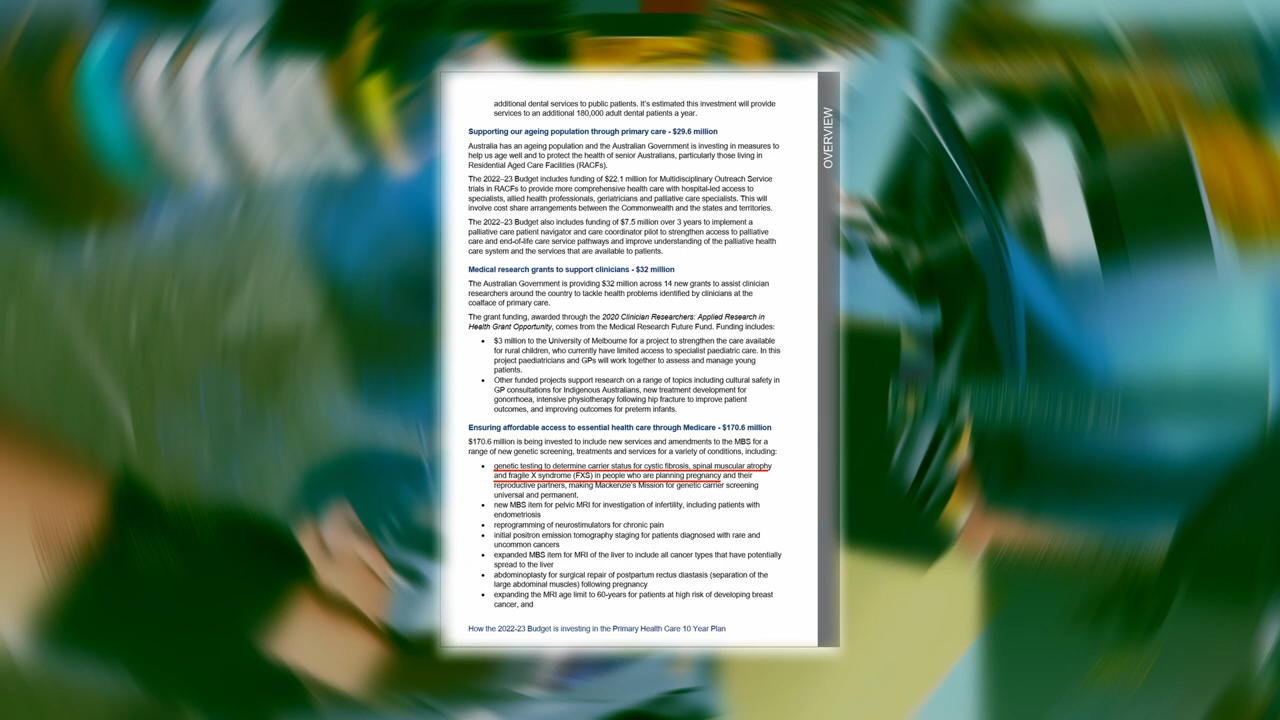 additional dental services to public patients. It's estimated this investment will provide
services to an additional 180,000 adult dental patients a year.
OVERVIEW
Supporting our ageing population through primary care - $29.6 million
Australia has an ageing population and the Australian Government is investing in measures to
help us age well and to protect the health of senior Australians, particularly those living in
Residential Aged Care Facilities (RACFs).
The 2022–23 Budget includes funding of $22.1 million for Multidisciplinary Outreach Service
trials in RACFs to provide more comprehensive health care with hospital-led access to
specialists, allied health professionals, geriatricians and palliative care specialists. This will
involve cost share arrangements between the Commonwealth and the states and territories.
The 2022–23 Budget also includes funding of $7.5 million over 3 years to implement a
palliative care patient navigator and care coordinator pilot to strengthen access to palliative
care and end-of-life care service pathways and improve understanding of the palliative health
care system and the services that are available to patients.
Medical research grants to support clinicians - $32 million
The Australian Government is providing $32 million across 14 new grants to assist clinician
researchers around the country to tackle health problems identified by clinicians at the
coalface of primary care.
The grant funding, awarded through the 2020 Clinician Researchers: Applied Research in
Health Grant Opportunity, comes from the Medical Research Future Fund. Funding includes:
• $3 million to the University of Melbourne for a project to strengthen the care available
for rural children, who currently have limited access to specialist paediatric care. In this
project paediatricians and GPs will work together to assess and manage young
patients.
• Other funded projects support research on a range of topics including cultural safety in
GP consultations for Indigenous Australians, new treatment development for
gonorrhoea, intensive physiotherapy following hip fracture to improve patient
outcomes, and improving outcomes for preterm infants.
Ensuring affordable access to essential health care through Medicare - $170.6 million
$170.6 million is being invested to include new services and amendments to the MBS for a
range of new genetic screening, treatments and services for a variety of conditions, including:
• genetic testing to determine carrier status for cystic fibrosis, spinal muscular atrophy
and fragile X syndrome (FXS) in people who are planning pregnancy and their
reproductive partners, making Mackenzie's Mission for genetic carrier screening
universal and permanent.
• new MBS item for pelvic MRI for investigation of infertility, including patients with
endometriosis
• reprogramming of neurostimulators for chronic pain
• initial positron emission tomography staging for patients diagnosed with rare and
uncommon cancers
• expanded MBS item for MRI of the liver to include all cancer types that have potentially
spread to the liver
• abdominoplasty for surgical repair of postpartum rectus diastasis (separation of the
large abdominal muscles) following pregnancy
• expanding the MRI age limit to 60-years for patients at high risk of developing breast
cancer, and
How the 2022-23 Budget is investing in the Primary Health Care 10 Year Plan